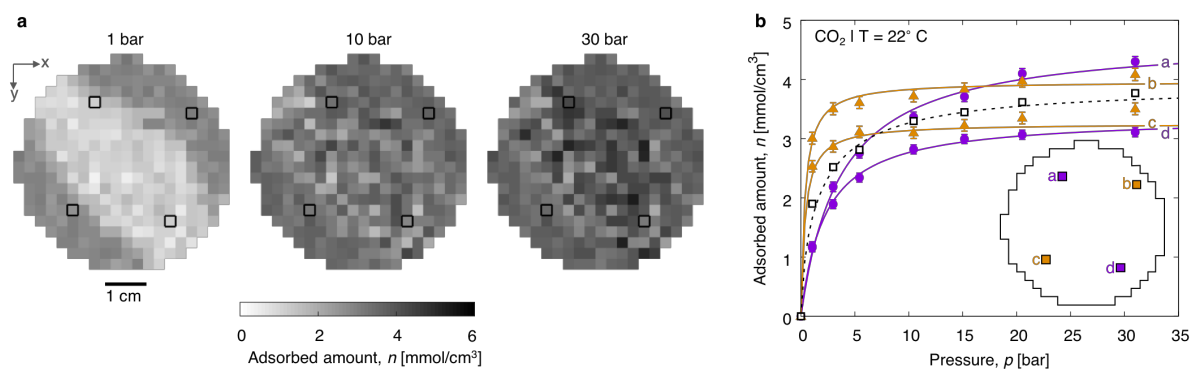 a
1 bar
10 bar
30 bar
x
y
1 cm
0 2 4 6
Adsorbed amount, n [mmol/cm³]
b
CO₂ | T = 22° C
Adsorbed amount, n [mmol/cm³]
5
4
3
2
1
0
a
b
c
d
a
b
c
d
0 5 10 15 20 25 30 35
Pressure, p [bar]